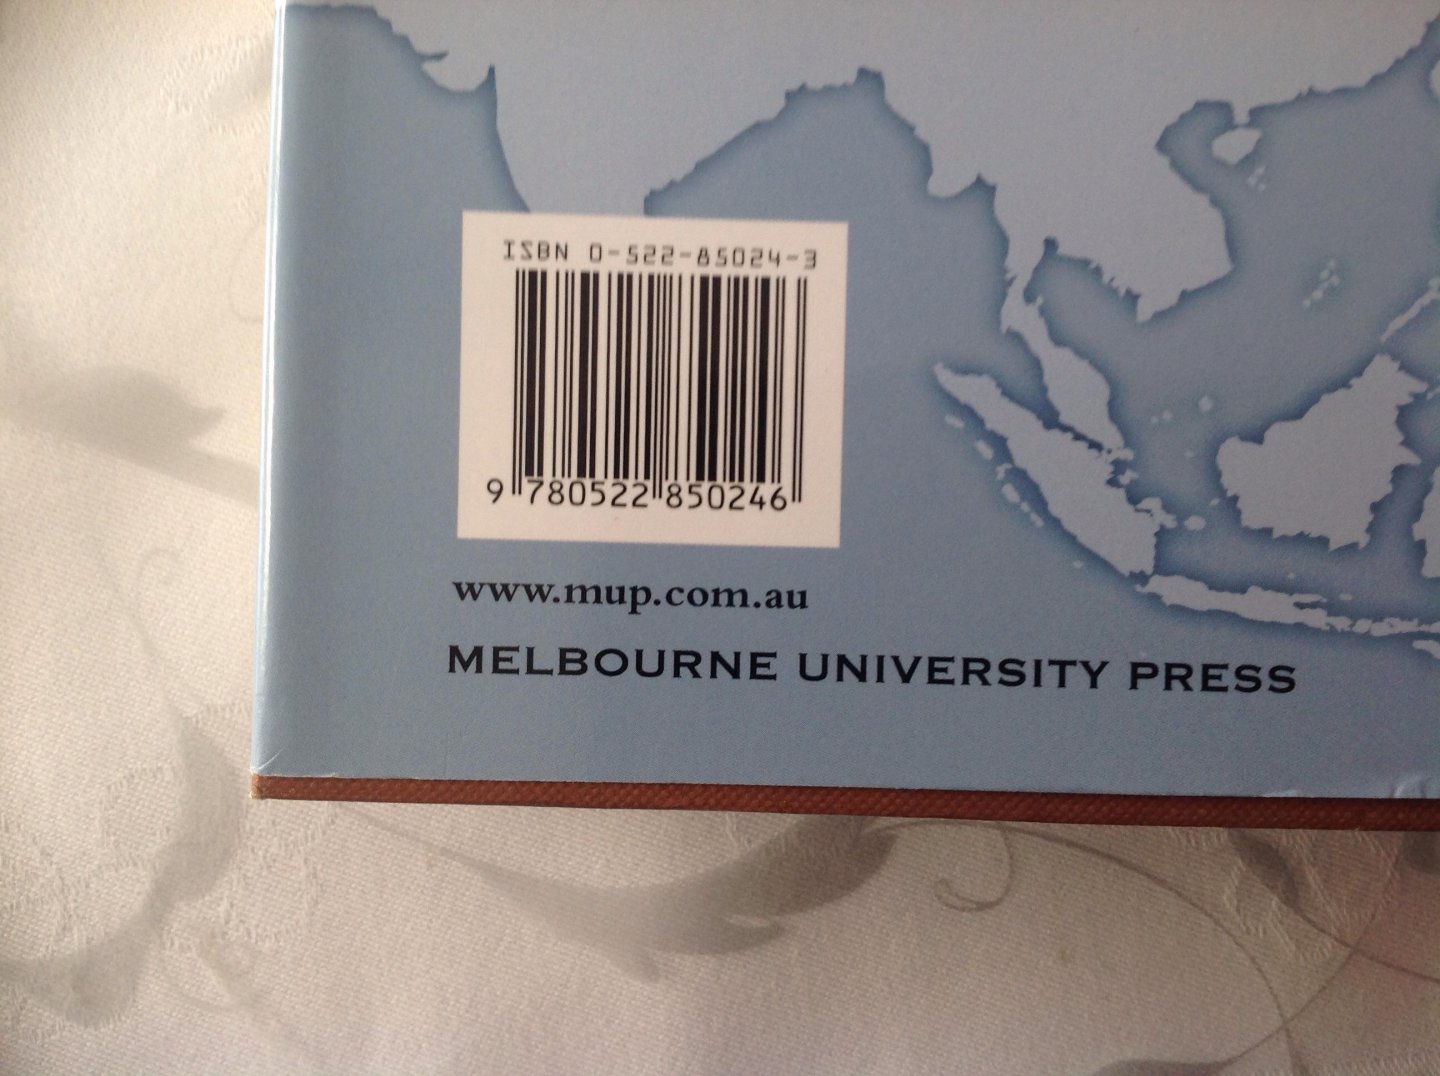 ISBN 0-522-85024-3
9 780522 850246
www.mup.com.au
MELBOURNE UNIVERSITY PRESS